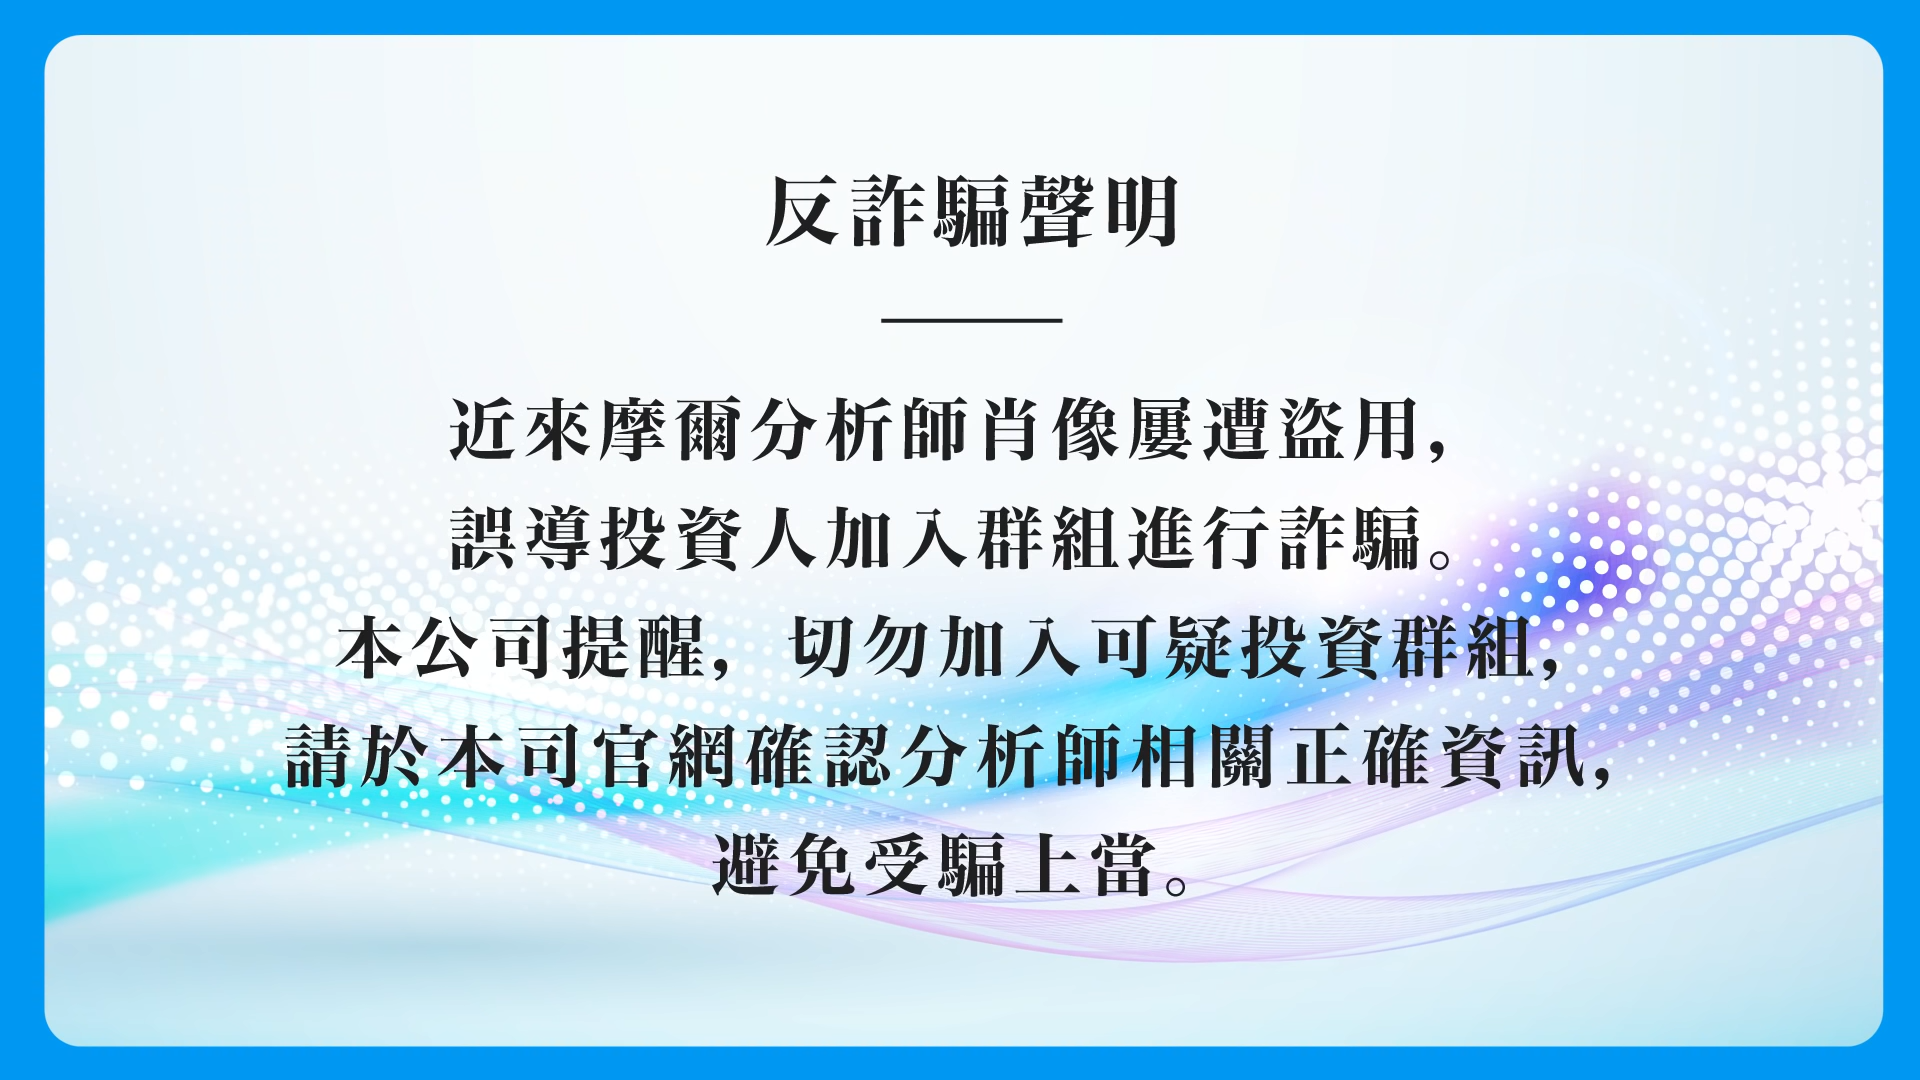 反詐騙聲明
近來摩爾分析師肖像屢遭盜用，
誤導投資人加入群組進行詐騙。
本公司提醒，切勿加入可疑投資群組，
請於本司官網確認分析師相關正確資訊，
避免受騙上當。